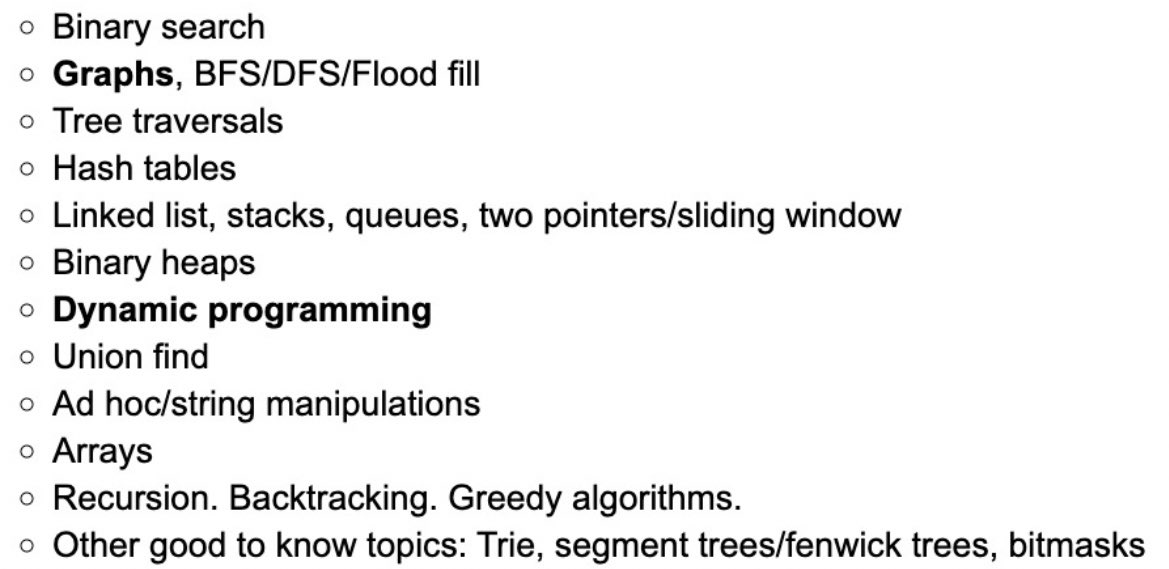 Binary search
Graphs, BFS/DFS/Flood fill
Tree traversals
Hash tables
Linked list, stacks, queues, two pointers/sliding window
Binary heaps
Dynamic programming
Union find
Ad hoc/string manipulations
Arrays
Recursion. Backtracking. Greedy algorithms.
Other good to know topics: Trie, segment trees/fenwick trees, bitmasks